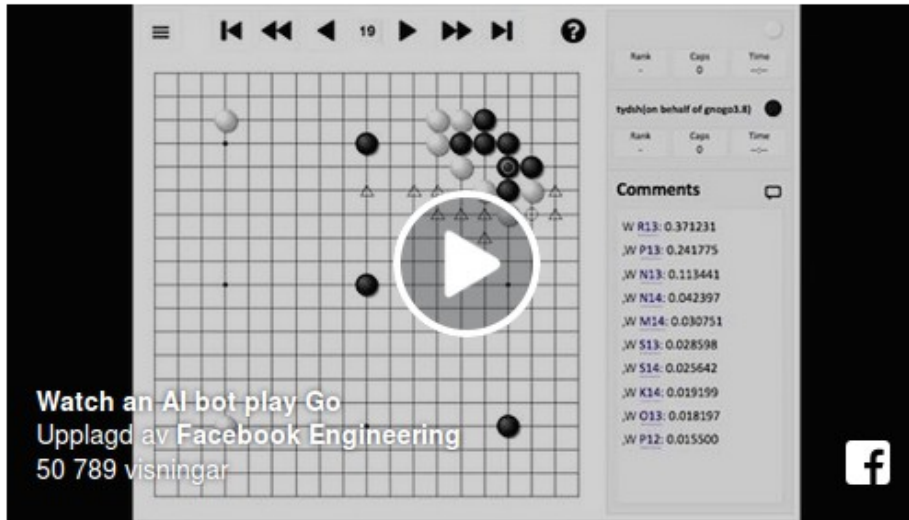 19
?
Rank Caps Time
- 0 --:--
tydsh(on behalf of gnogo3.8)
Rank Caps Time
- 0 --:--
Comments
W R13: 0.371231
,W P13: 0.241775
,W N13: 0.113441
,W N14: 0.042397
,W M14: 0.030751
,W S13: 0.028598
,W S14: 0.025642
,W K14: 0.019199
,W O13: 0.018197
,W P12: 0.015500
Watch an AI bot play Go
Upplagd av Facebook Engineering
50 789 visningar
f